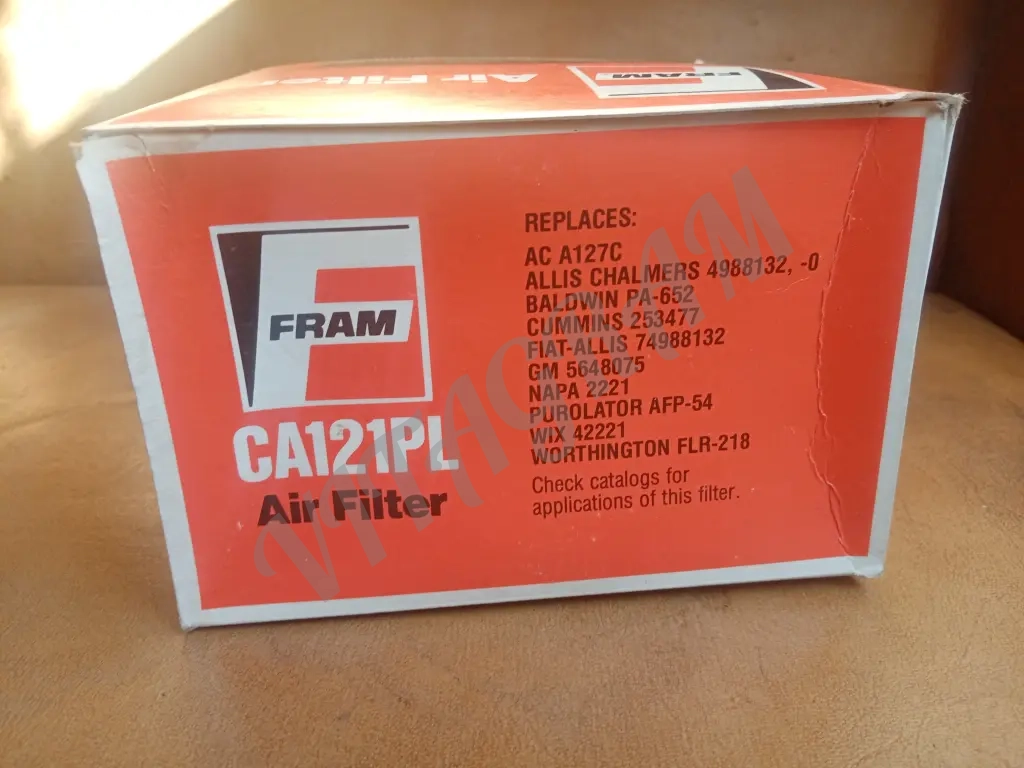 Air Filter
FRAM
FRAM
CA121PL
Air Filter
REPLACES:
AC A127C
ALLIS CHALMERS 4988132, -0
BALDWIN PA-652
CUMMINS 253477
FIAT-ALLIS 74988132
GM 5648075
NAPA 2221
PUROLATOR AFP-54
WIX 42221
WORTHINGTON FLR-218
Check catalogs for
applications of this filter.